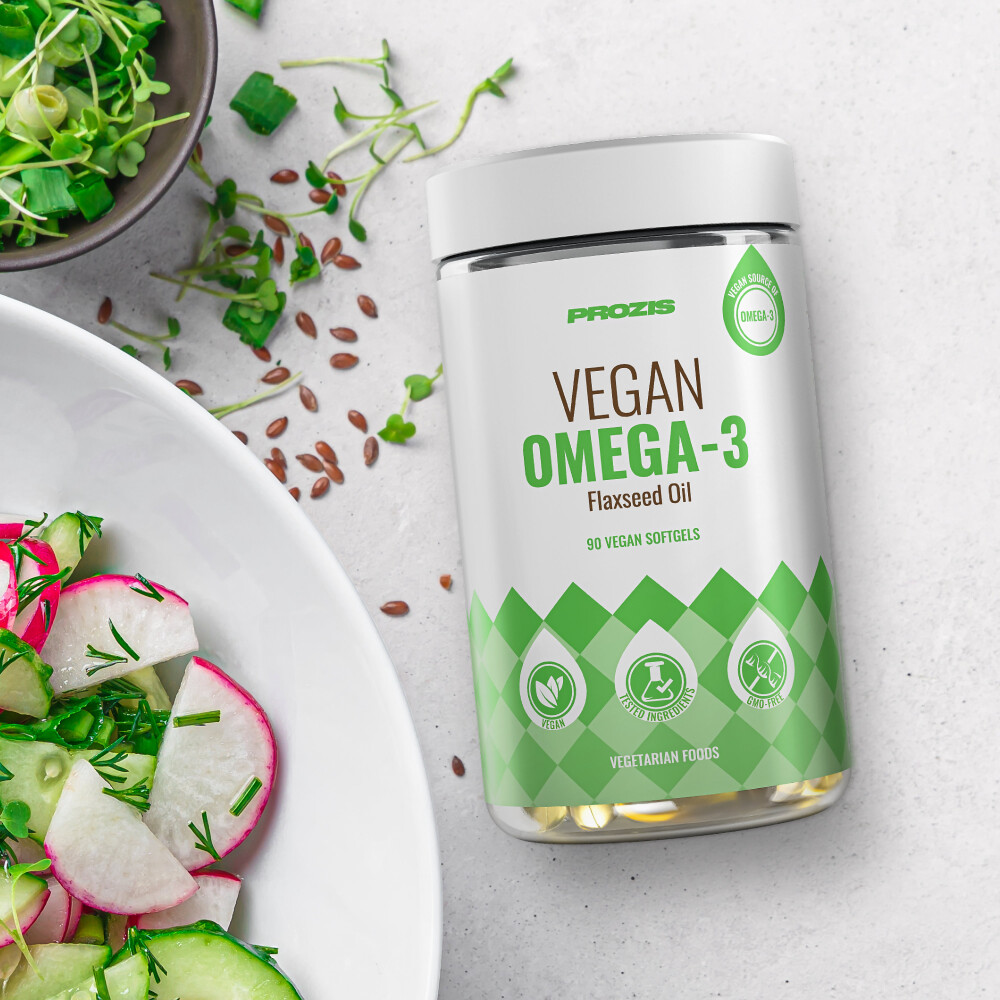 PROZIS
VEGAN SOURCE OF
OMEGA-3
VEGAN
OMEGA-3
Flaxseed Oil
90 VEGAN SOFTGELS
VEGAN
TESTED INGREDIENTS
GMO-FREE
VEGETARIAN FOODS